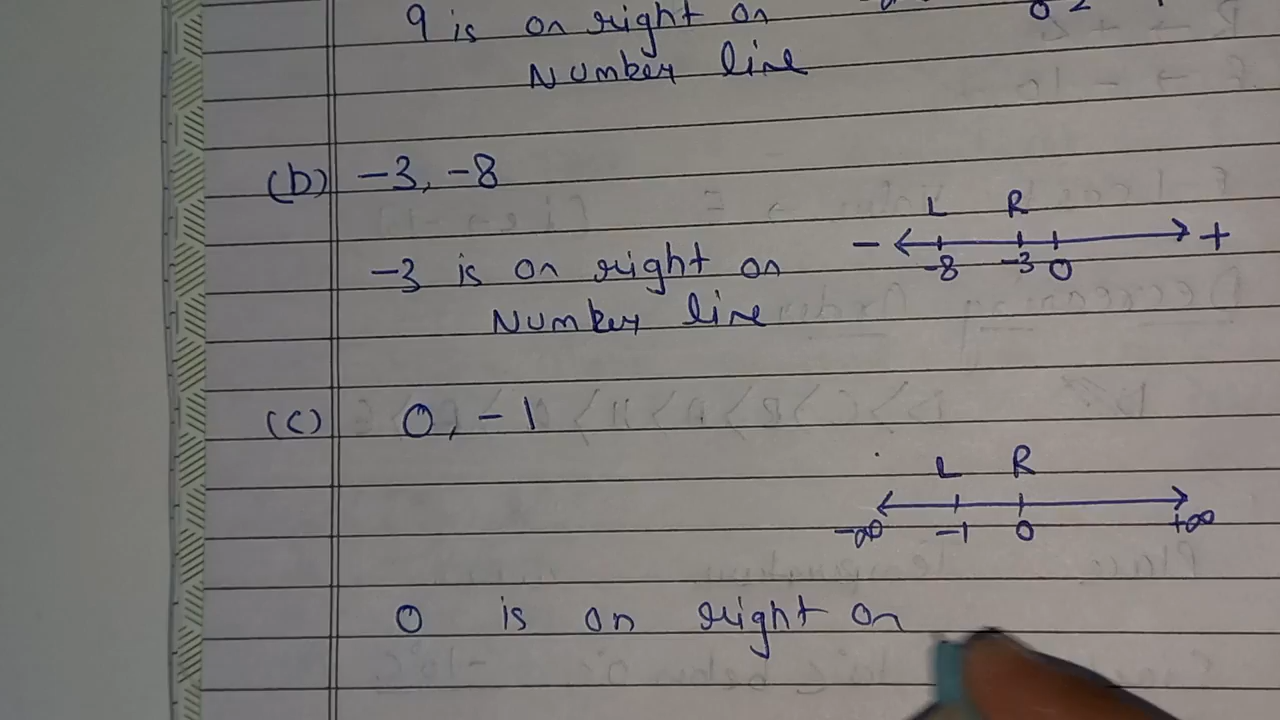 9 is on right on
Number line
(b) -3, -8
L R
- +
-8 -3 0
-3 is on right on
Number line
(c) 0, -1
L R
-∞ -1 0 +∞
0 is on right on